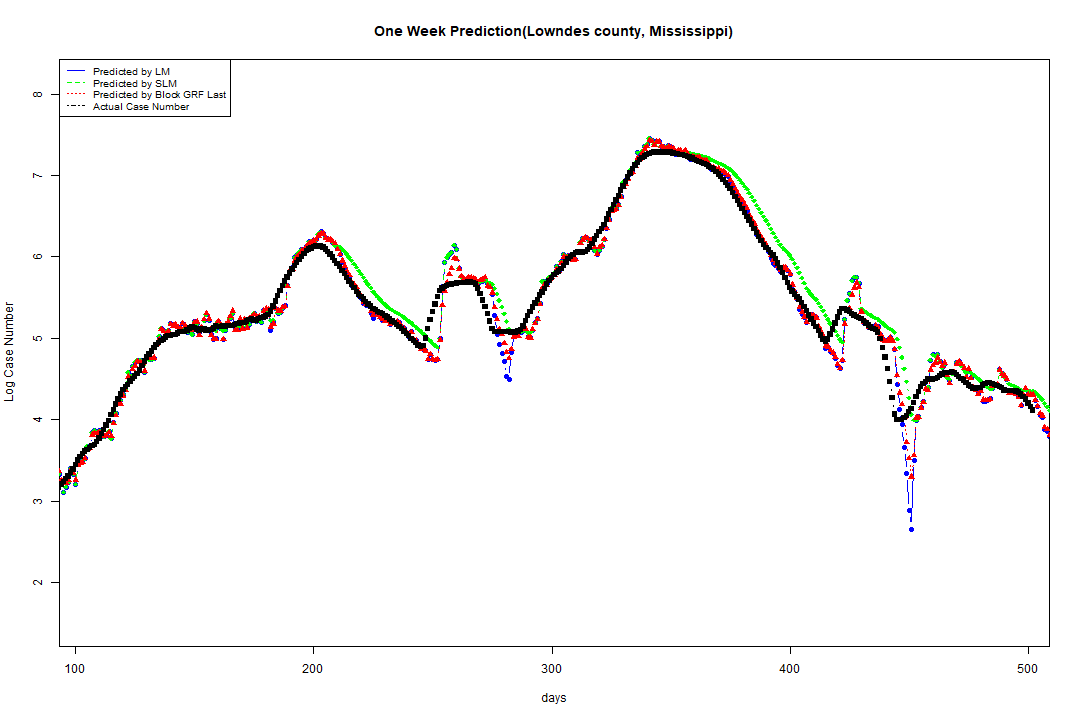 One Week Prediction(Lowndes county, Mississippi)
Predicted by LM
Predicted by SLM
Predicted by Block GRF Last
Actual Case Number
8
7
6
5
4
3
2
Log Case Number
100 200 300 400 500
days